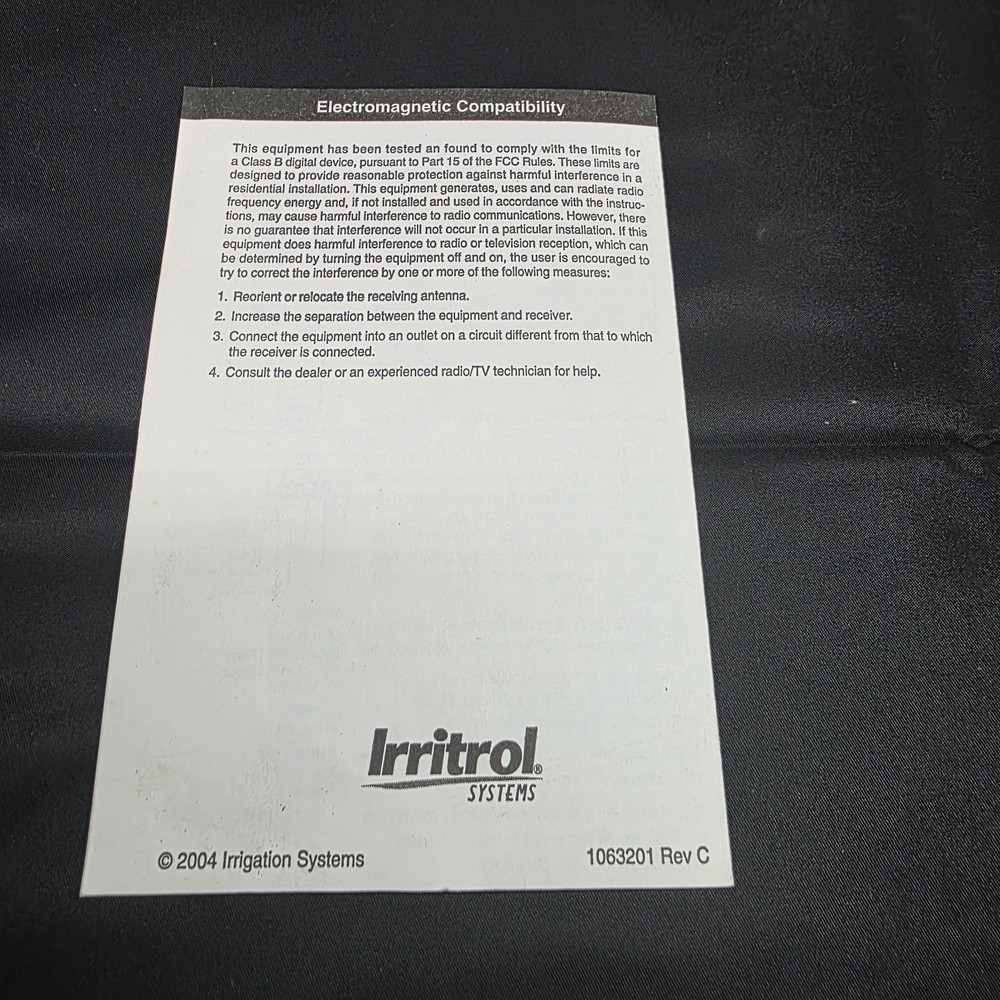 Electromagnetic Compatibility
This equipment has been tested an found to comply with the limits for
a Class B digital device, pursuant to Part 15 of the FCC Rules. These limits are
designed to provide reasonable protection against harmful interference in a
residential installation. This equipment generates, uses and can radiate radio
frequency energy and, if not installed and used in accordance with the instruc-
tions, may cause harmful interference to radio communications. However, there
is no guarantee that interference will not occur in a particular installation. If this
equipment does harmful interference to radio or television reception, which can
be determined by turning the equipment off and on, the user is encouraged to
try to correct the interference by one or more of the following measures:
1. Reorient or relocate the receiving antenna.
2. Increase the separation between the equipment and receiver.
3. Connect the equipment into an outlet on a circuit different from that to which
the receiver is connected.
4. Consult the dealer or an experienced radio/TV technician for help.
Irritrol®
SYSTEMS
© 2004 Irrigation Systems
1063201 Rev C